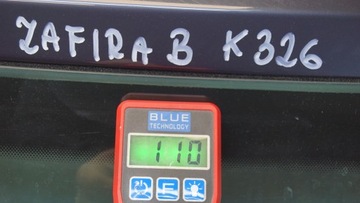 ZAFIRA B K326
BLUE
TECHNOLOGY
110